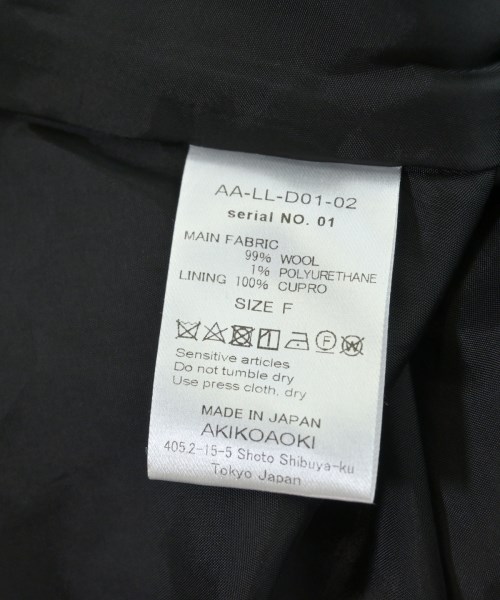 AA-LL-D01-02
serial NO. 01
MAIN FABRIC
99% WOOL
1% POLYURETHANE
LINING 100% CUPRO
SIZE F
Sensitive articles
Do not tumble dry
Use press cloth, dry
MADE IN JAPAN
AKIKOAOKI
405.2-15-5 Shoto Shibuya-ku
Tokyo Japan